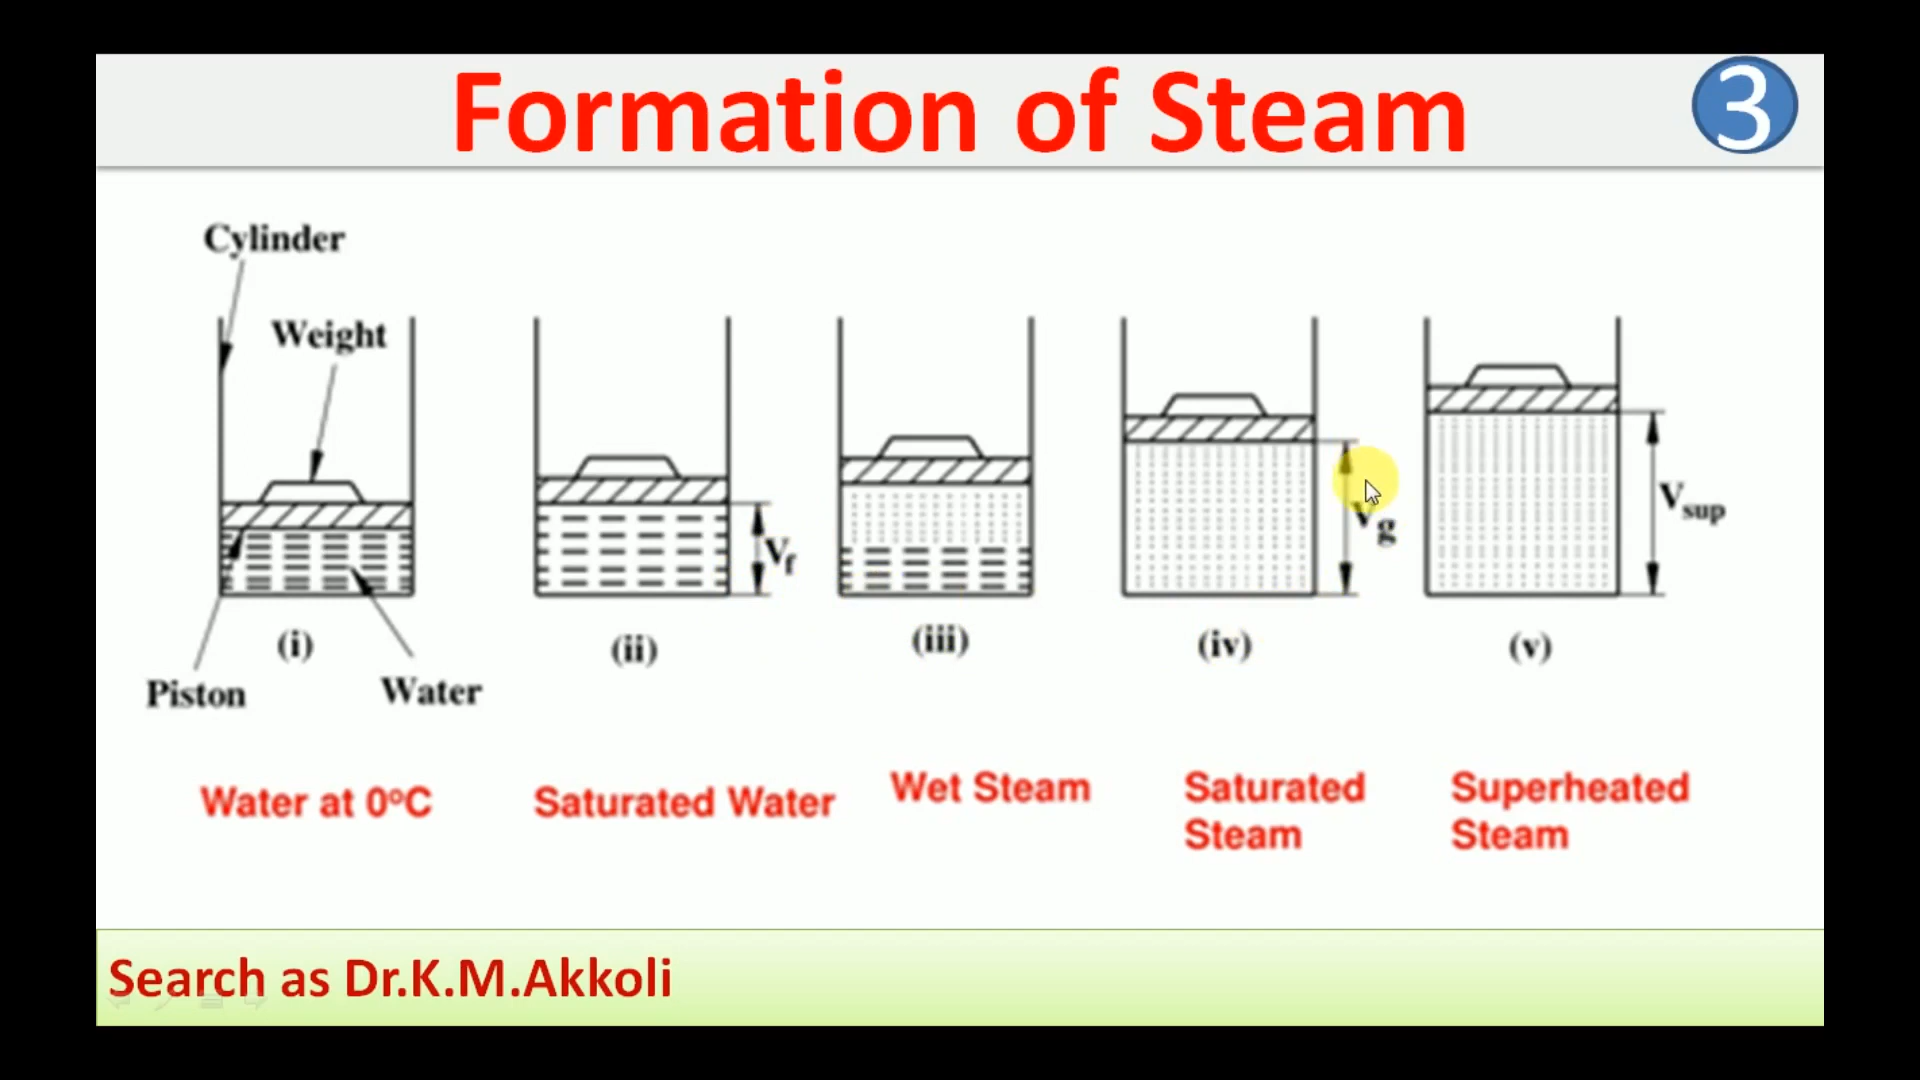 Formation of Steam
3
Cylinder
Weight
Vf
Vg
Vsup
(i)
(ii)
(iii)
(iv)
(v)
Piston
Water
Water at 0°C
Saturated Water
Wet Steam
Saturated
Steam
Superheated
Steam
Search as Dr.K.M.Akkoli